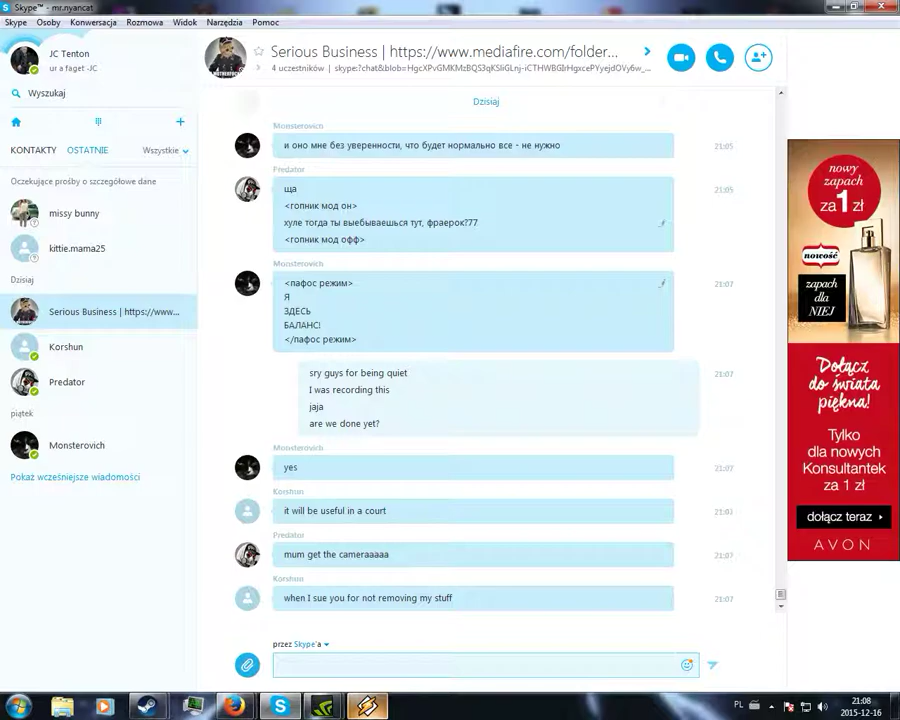 Skype™ - mr.nyancat
Skype Osoby Konwersacja Rozmowa Widok Narzędzia Pomoc
JC Tenton
ur a faget -JC
Wyszukaj
KONTAKTY OSTATNIE Wszystkie
Oczekujące prośby o szczegółowe dane
missy bunny
kittie.mama25
Dzisiaj
Serious Business | https://www...
Korshun
Predator
piątek
Monsterovich
Pokaż wcześniejsze wiadomości
Serious Business | https://www.mediafire.com/folder...
4 uczestników
Dzisiaj
Monsterovich
и оно мне без уверенности, что будет нормально все - не нужно 21:05
Predator
ща 21:05
<гопник мод он>
хуле тогда ты выебываешься тут, фраерок?77
<гопник мод офф>
Monsterovich
<пафос режим> 21:07
Я
ЗДЕСЬ
БАЛАНС!
</пафос режим>
sry guys for being quiet 21:07
I was recording this
jaja
are we done yet?
Monsterovich
yes 21:07
Korshun
it will be useful in a court
Predator
mum get the cameraaaaa 21:07
Korshun
when I sue you for not removing my stuff 21:07
przez Skype'a
nowy
zapach
za 1 zł
nowość
zapach
dla
NIEJ
Dołącz
do świata
piękna!
Tylko
dla nowych
Konsultantek
za 1 zł
dołącz teraz
AVON
PL
21:08
2015-12-16